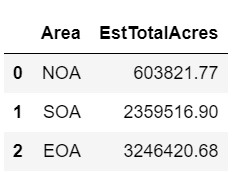 Area EstTotalAcres
0 NOA 603821.77
1 SOA 2359516.90
2 EOA 3246420.68